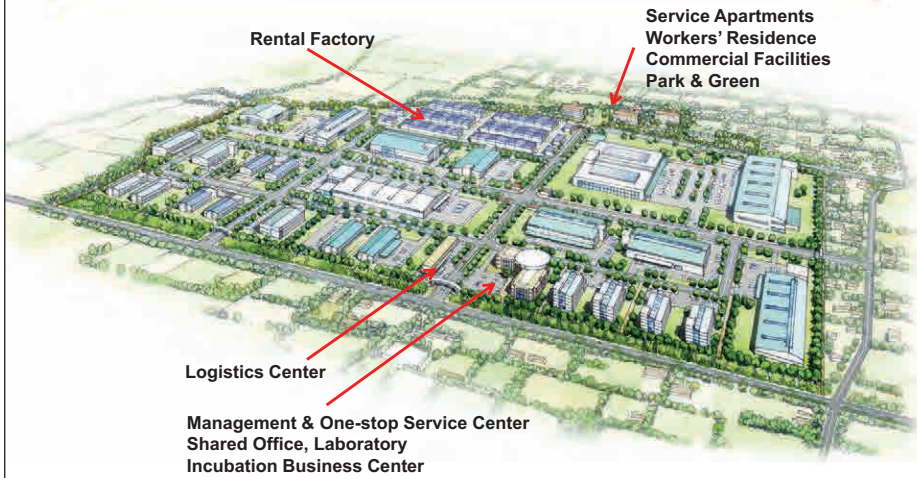 Service Apartments
Workers’ Residence
Commercial Facilities
Park & Green
Rental Factory
Logistics Center
Management & One-stop Service Center
Shared Office, Laboratory
Incubation Business Center